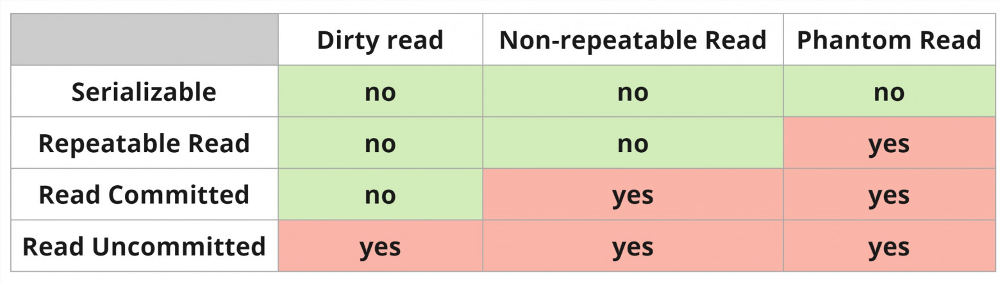 Dirty read Non-repeatable Read Phantom Read
Serializable no no no
Repeatable Read no no yes
Read Committed no yes yes
Read Uncommitted yes yes yes